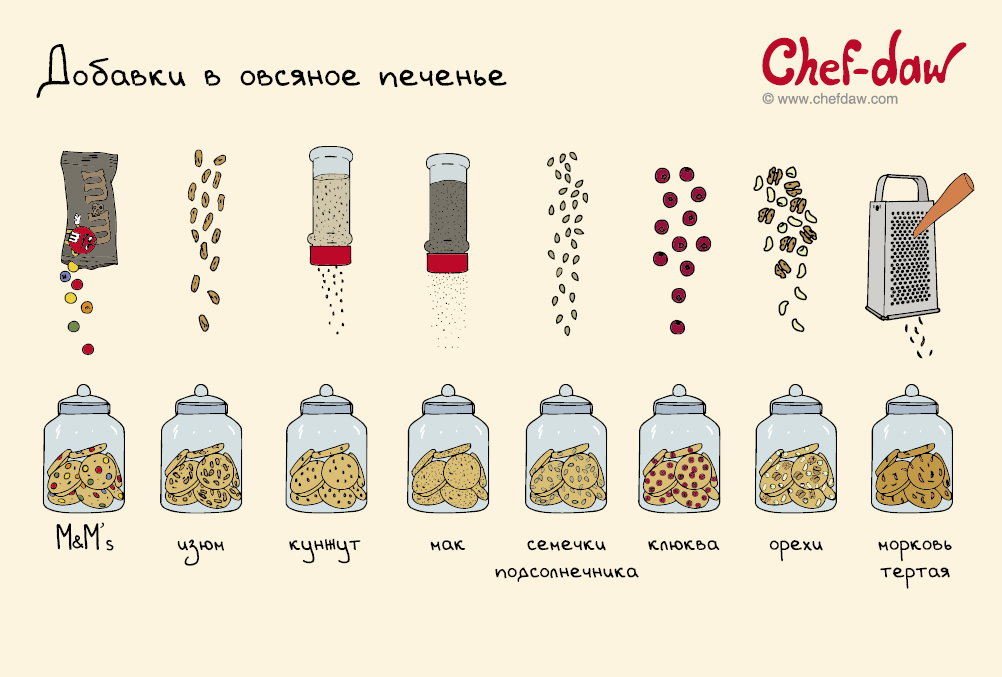 Добавки в овсяное печенье
Chef-daw
© www.chefdaw.com
m&m
M&M's
изюм
кунжут
мак
семечки
подсолнечника
клюква
орехи
морковь
тертая